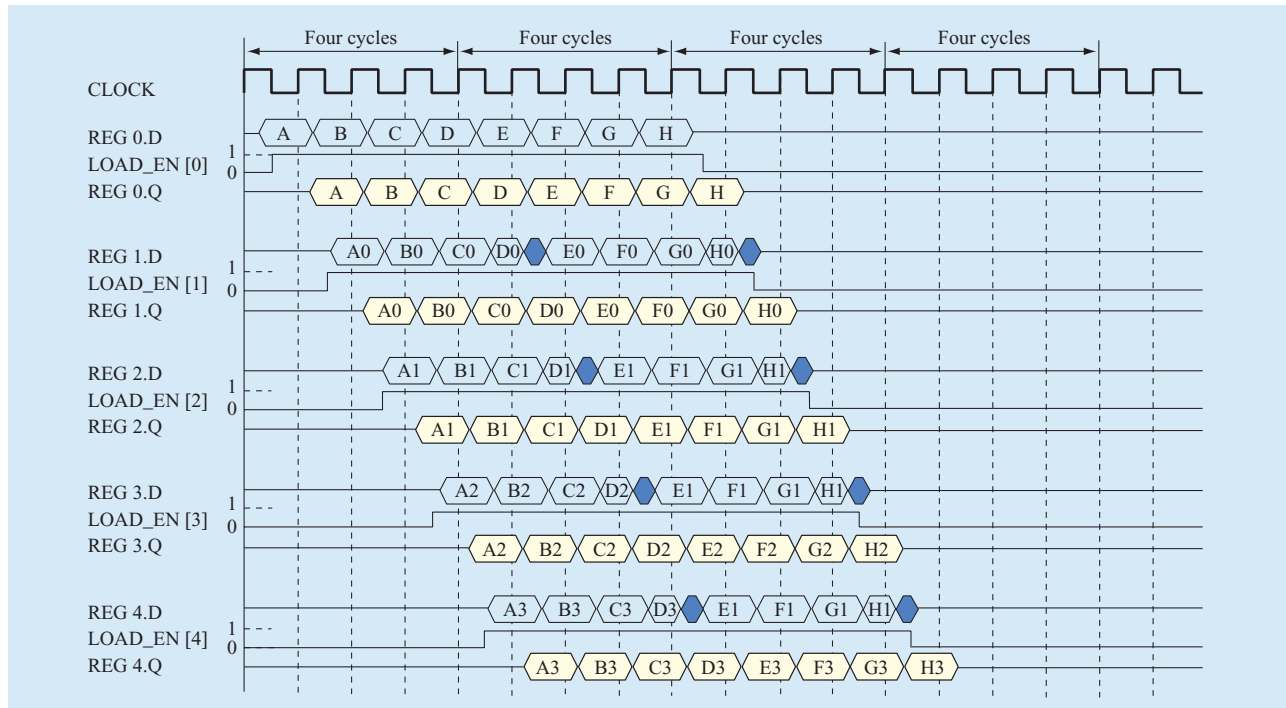 Four cycles Four cycles Four cycles Four cycles
CLOCK
REG 0.D A B C D E F G H
1
LOAD_EN [0] 0
REG 0.Q A B C D E F G H
REG 1.D A0 B0 C0 D0 E0 F0 G0 H0
1
LOAD_EN [1] 0
REG 1.Q A0 B0 C0 D0 E0 F0 G0 H0
REG 2.D A1 B1 C1 D1 E1 F1 G1 H1
1
LOAD_EN [2] 0
REG 2.Q A1 B1 C1 D1 E1 F1 G1 H1
REG 3.D A2 B2 C2 D2 E1 F1 G1 H1
1
LOAD_EN [3] 0
REG 3.Q A2 B2 C2 D2 E2 F2 G2 H2
REG 4.D A3 B3 C3 D3 E1 F1 G1 H1
1
LOAD_EN [4] 0
REG 4.Q A3 B3 C3 D3 E3 F3 G3 H3